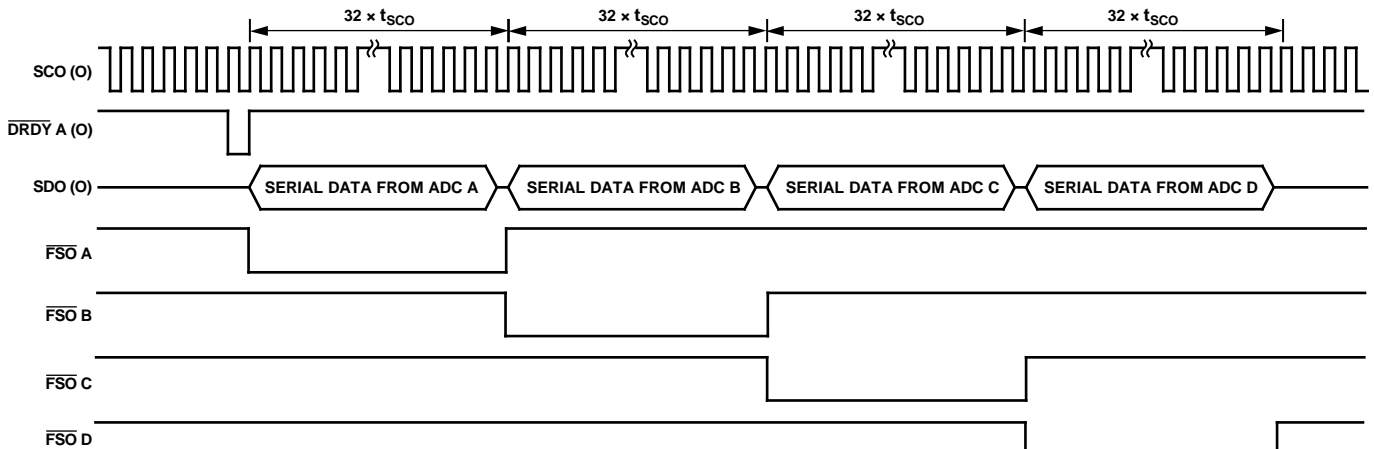 32 × tSCO 32 × tSCO 32 × tSCO 32 × tSCO
SCO (O)
DRDY A (O)
SDO (O) SERIAL DATA FROM ADC A SERIAL DATA FROM ADC B SERIAL DATA FROM ADC C SERIAL DATA FROM ADC D
FSO A
FSO B
FSO C
FSO D